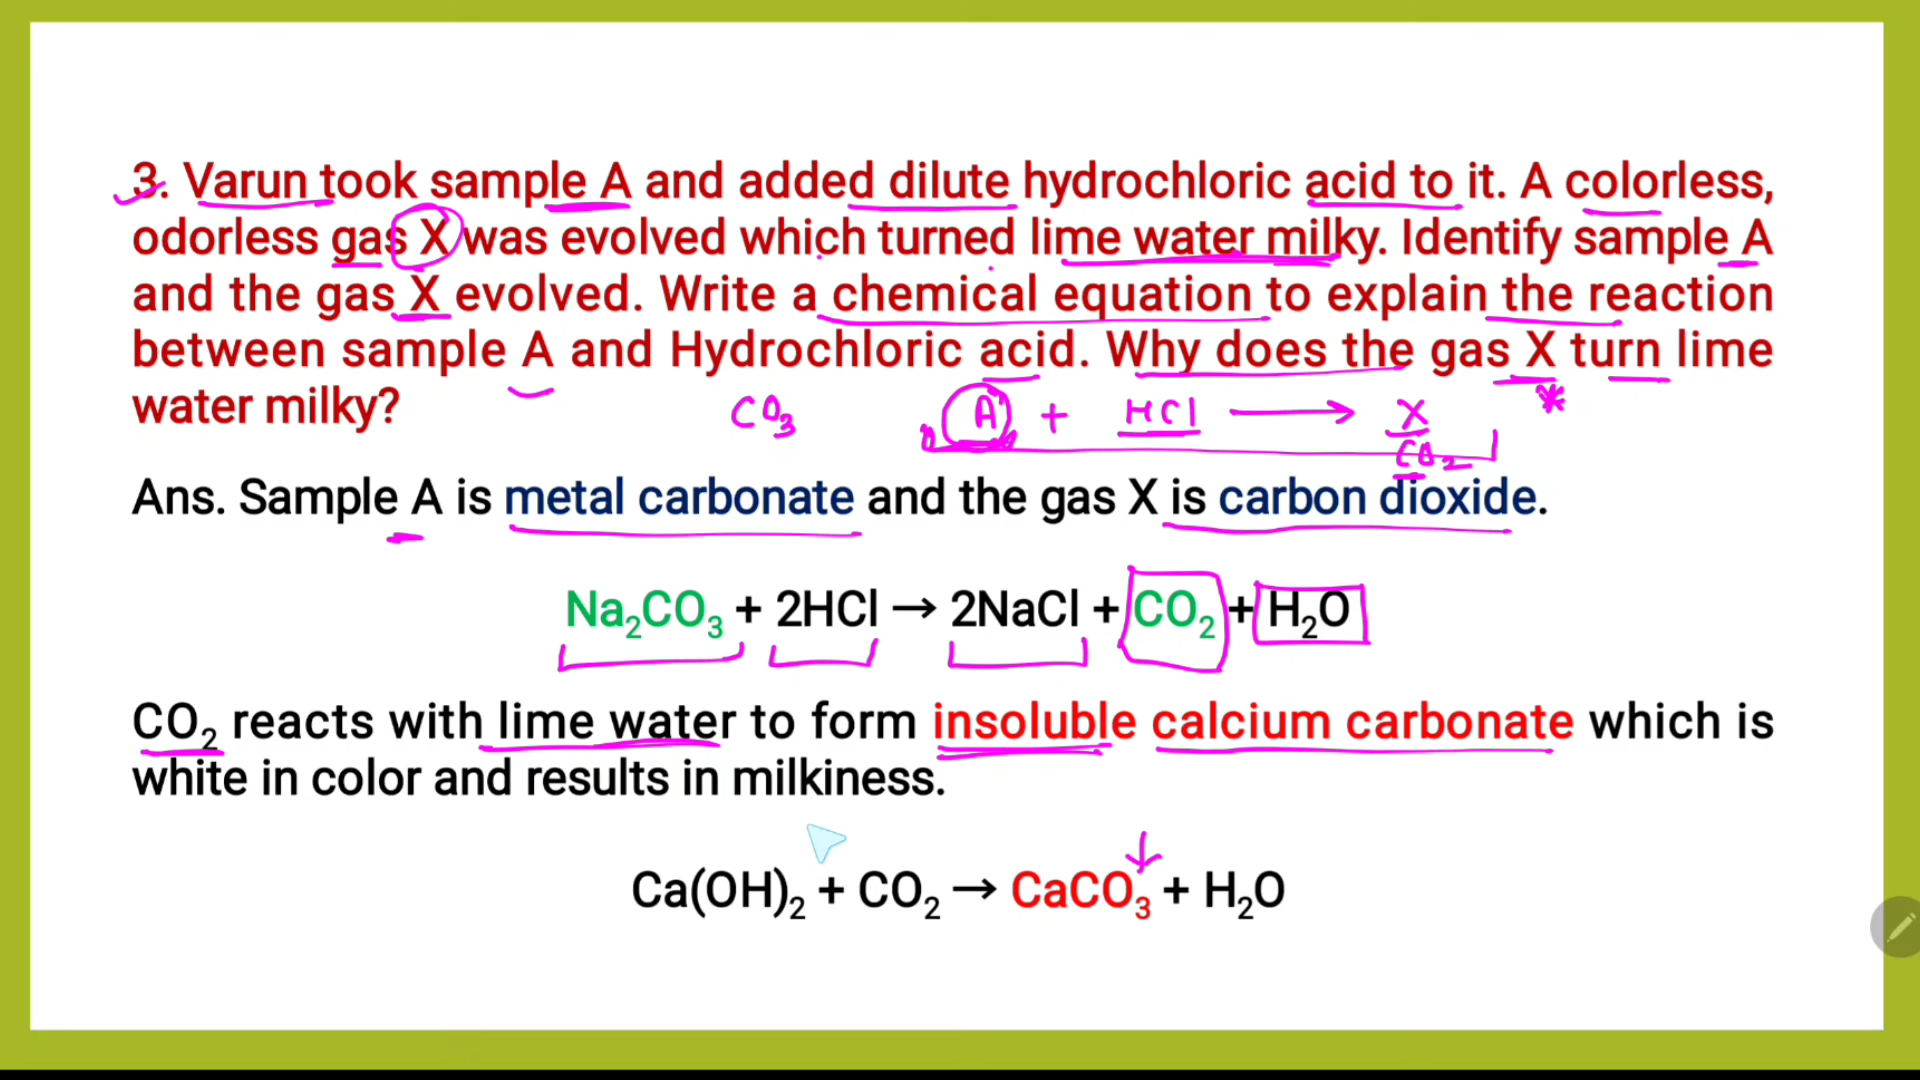 3. Varun took sample A and added dilute hydrochloric acid to it. A colorless,
odorless gas X was evolved which turned lime water milky. Identify sample A
and the gas X evolved. Write a chemical equation to explain the reaction
between sample A and Hydrochloric acid. Why does the gas X turn lime
water milky?
CO₃ A + HCl → X
CO₂
Ans. Sample A is metal carbonate and the gas X is carbon dioxide.
Na₂CO₃ + 2HCl → 2NaCl + CO₂ + H₂O
CO₂ reacts with lime water to form insoluble calcium carbonate which is
white in color and results in milkiness.
Ca(OH)₂ + CO₂ → CaCO₃ + H₂O